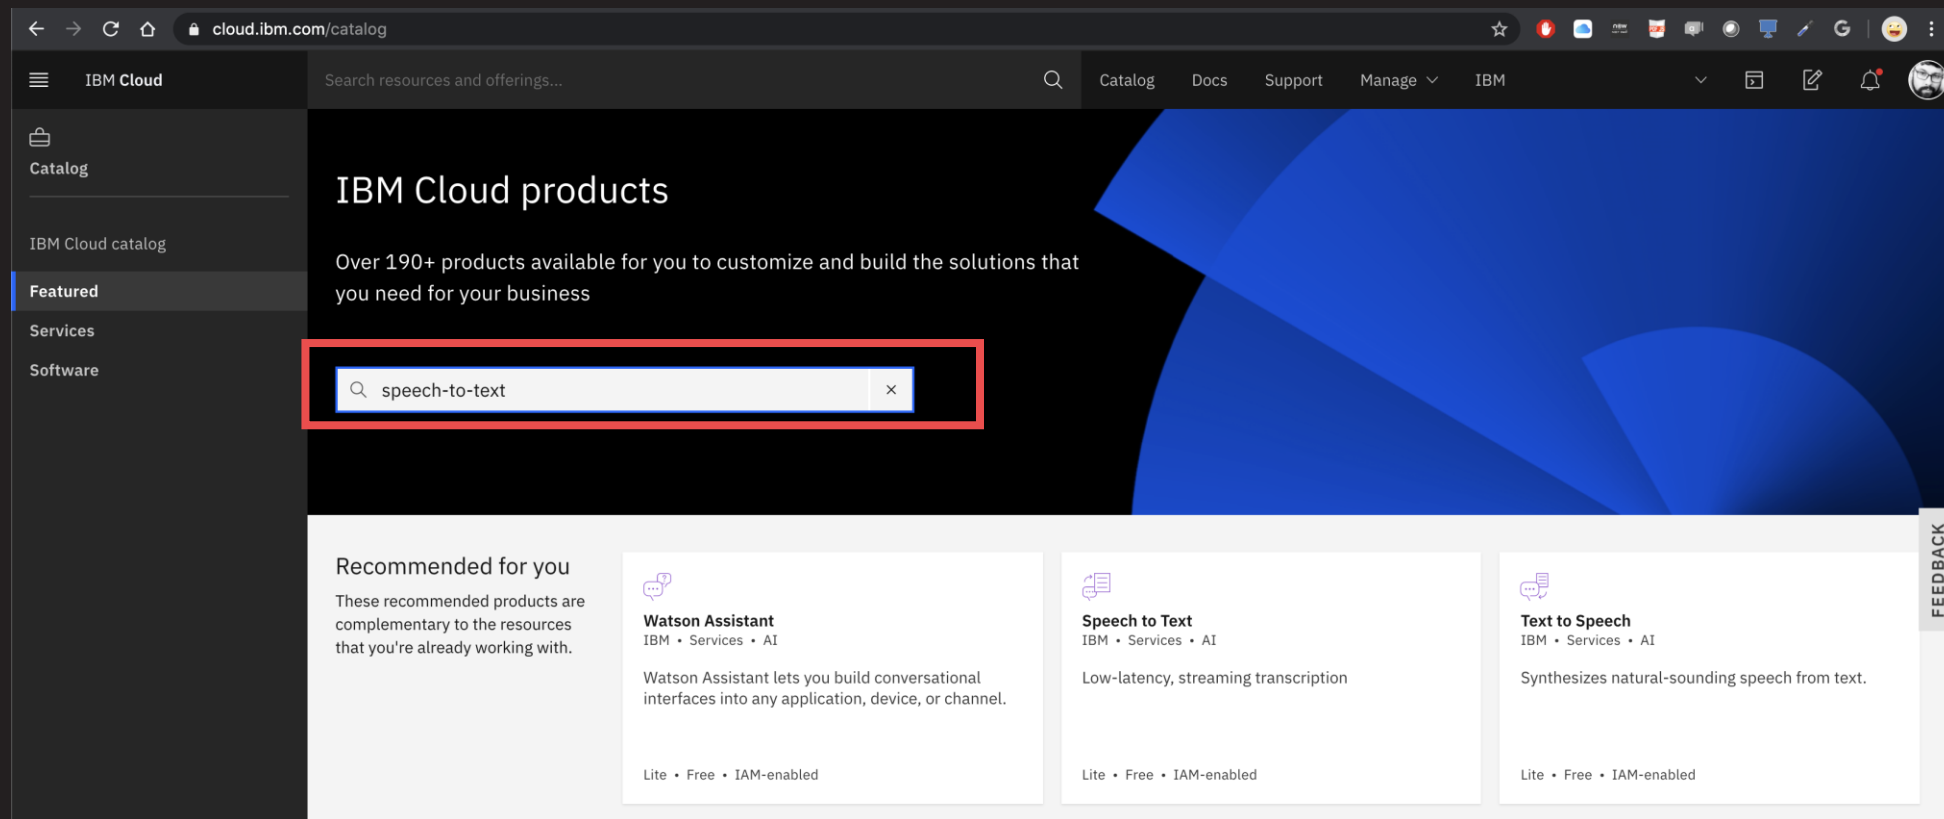 cloud.ibm.com/catalog
IBM Cloud
Search resources and offerings...
Catalog
Docs
Support
Manage
IBM
Catalog
IBM Cloud catalog
Featured
Services
Software
IBM Cloud products
Over 190+ products available for you to customize and build the solutions that
you need for your business
speech-to-text
FEEDBACK
Recommended for you
These recommended products are
complementary to the resources
that you're already working with.
Watson Assistant
IBM • Services • AI
Watson Assistant lets you build conversational
interfaces into any application, device, or channel.
Lite • Free • IAM-enabled
Speech to Text
IBM • Services • AI
Low-latency, streaming transcription
Lite • Free • IAM-enabled
Text to Speech
IBM • Services • AI
Synthesizes natural-sounding speech from text.
Lite • Free • IAM-enabled